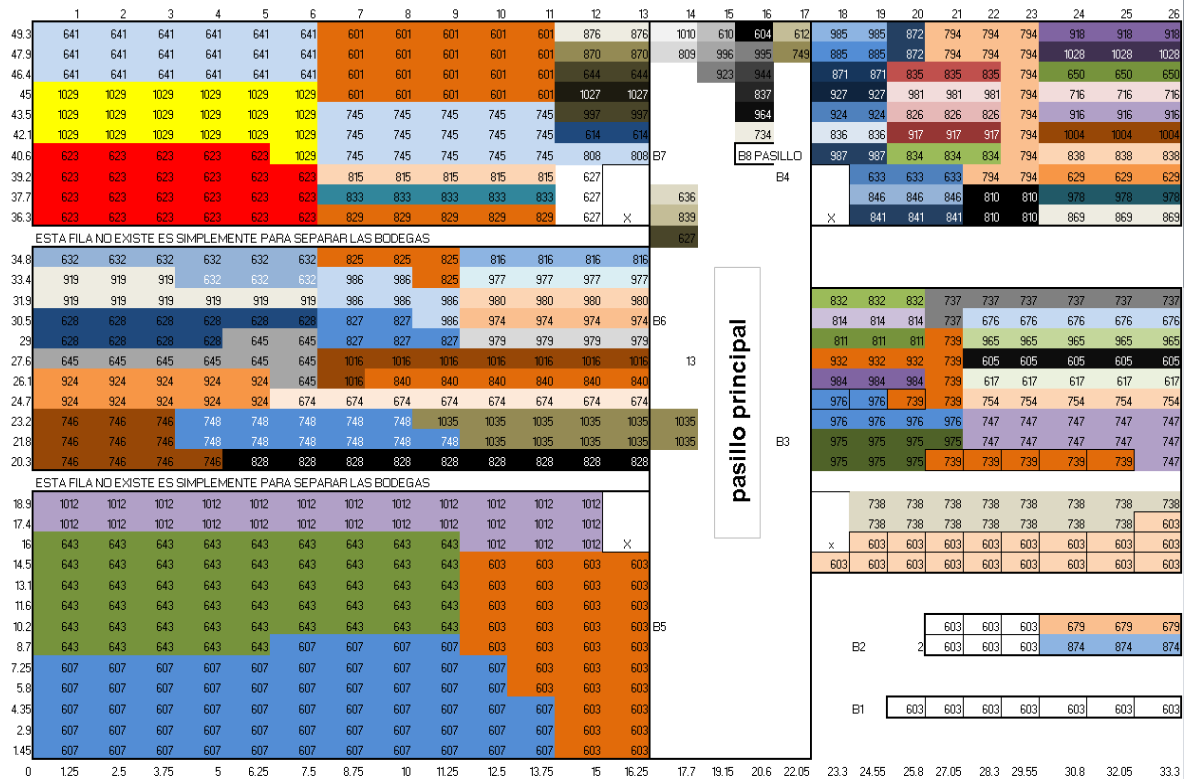 1 2 3 4 5 6 7 8 9 10 11 12 13 14 15 16 17 18 19 20 21 22 23 24 25 26
49.3 641 641 641 641 641 641 601 601 601 601 601 876 876 1010 610 604 612 985 985 872 794 794 794 918 918 918
47.9 641 641 641 641 641 641 601 601 601 601 601 870 870 809 996 995 749 885 885 872 794 794 794 1028 1028 1028
46.4 641 641 641 641 641 641 601 601 601 601 601 644 644 923 944 871 871 835 835 835 794 650 650 650
45 1029 1029 1029 1029 1029 1029 601 601 601 601 601 1027 1027 837 927 927 981 981 981 794 716 716 716
43.5 1029 1029 1029 1029 1029 1029 745 745 745 745 745 997 997 964 924 924 826 826 826 794 916 916 916
42.1 1029 1029 1029 1029 1029 1029 745 745 745 745 745 614 614 734 836 836 917 917 917 794 1004 1004 1004
40.6 623 623 623 623 623 1029 745 745 745 745 745 808 808 B7 B8 PASILLO 987 987 834 834 834 794 838 838 838
39.2 623 623 623 623 623 623 815 815 815 815 815 627 B4 633 633 633 794 794 629 629 629
37.7 623 623 623 623 623 623 833 833 833 833 833 627 636 846 846 846 810 810 978 978 978
36.3 623 623 623 623 623 623 829 829 829 829 829 627 X 839 X 841 841 841 810 810 869 869 869
ESTA FILA NO EXISTE ES SIMPLEMENTE PARA SEPARAR LAS BODEGAS 627
34.8 632 632 632 632 632 632 825 825 825 816 816 816 816
33.4 919 919 919 632 632 632 986 986 825 977 977 977 977
31.9 919 919 919 919 919 919 986 986 986 980 980 980 980 832 832 832 737 737 737 737 737 737
30.5 628 628 628 628 628 628 827 827 986 974 974 974 974 B6 814 814 814 737 676 676 676 676 676
29 628 628 628 628 645 645 827 827 827 979 979 979 979 811 811 811 739 965 965 965 965 965
27.6 645 645 645 645 645 645 1016 1016 1016 1016 1016 1016 1016 13 932 932 932 739 605 605 605 605 605
26.1 924 924 924 924 924 645 1016 840 840 840 840 840 840 984 984 984 739 617 617 617 617 617
24.7 924 924 924 924 924 674 674 674 674 674 674 674 674 976 976 739 739 754 754 754 754 754
23.2 746 746 746 748 748 748 748 748 1035 1035 1035 1035 1035 1035 976 976 976 976 747 747 747 747 747
21.8 746 746 746 748 748 748 748 748 748 1035 1035 1035 1035 1035 B3 975 975 975 975 747 747 747 747 747
20.3 746 746 746 746 828 828 828 828 828 828 828 828 828 975 975 975 739 739 739 739 739 747
pasillo principal
ESTA FILA NO EXISTE ES SIMPLEMENTE PARA SEPARAR LAS BODEGAS
18.9 1012 1012 1012 1012 1012 1012 1012 1012 1012 1012 1012 1012 738 738 738 738 738 738 738 738
17.4 1012 1012 1012 1012 1012 1012 1012 1012 1012 1012 1012 1012 738 738 738 738 738 738 738 603
16 643 643 643 643 643 643 643 643 643 1012 1012 1012 X x 603 603 603 603 603 603 603 603
14.5 643 643 643 643 643 643 643 643 643 603 603 603 603 603 603 603 603 603 603 603 603 603
13.1 643 643 643 643 643 643 643 643 643 603 603 603 603
11.6 643 643 643 643 643 643 643 643 643 603 603 603 603
10.2 643 643 643 643 643 643 643 643 643 603 603 603 603 B5 603 603 603 679 679 679
8.7 643 643 643 643 643 607 607 607 607 603 603 603 603 B2 2 603 603 603 874 874 874
7.25 607 607 607 607 607 607 607 607 607 607 603 603 603
5.8 607 607 607 607 607 607 607 607 607 607 603 603 603
4.35 607 607 607 607 607 607 607 607 607 607 607 603 603 B1 603 603 603 603 603 603 603
2.9 607 607 607 607 607 607 607 607 607 607 607 603 603
1.45 607 607 607 607 607 607 607 607 607 607 607 603 603
0 1.25 2.5 3.75 5 6.25 7.5 8.75 10 11.25 12.5 13.75 15 16.25 17.7 19.15 20.6 22.05 23.3 24.55 25.8 27.05 28.3 29.55 30.8 32.05 33.3